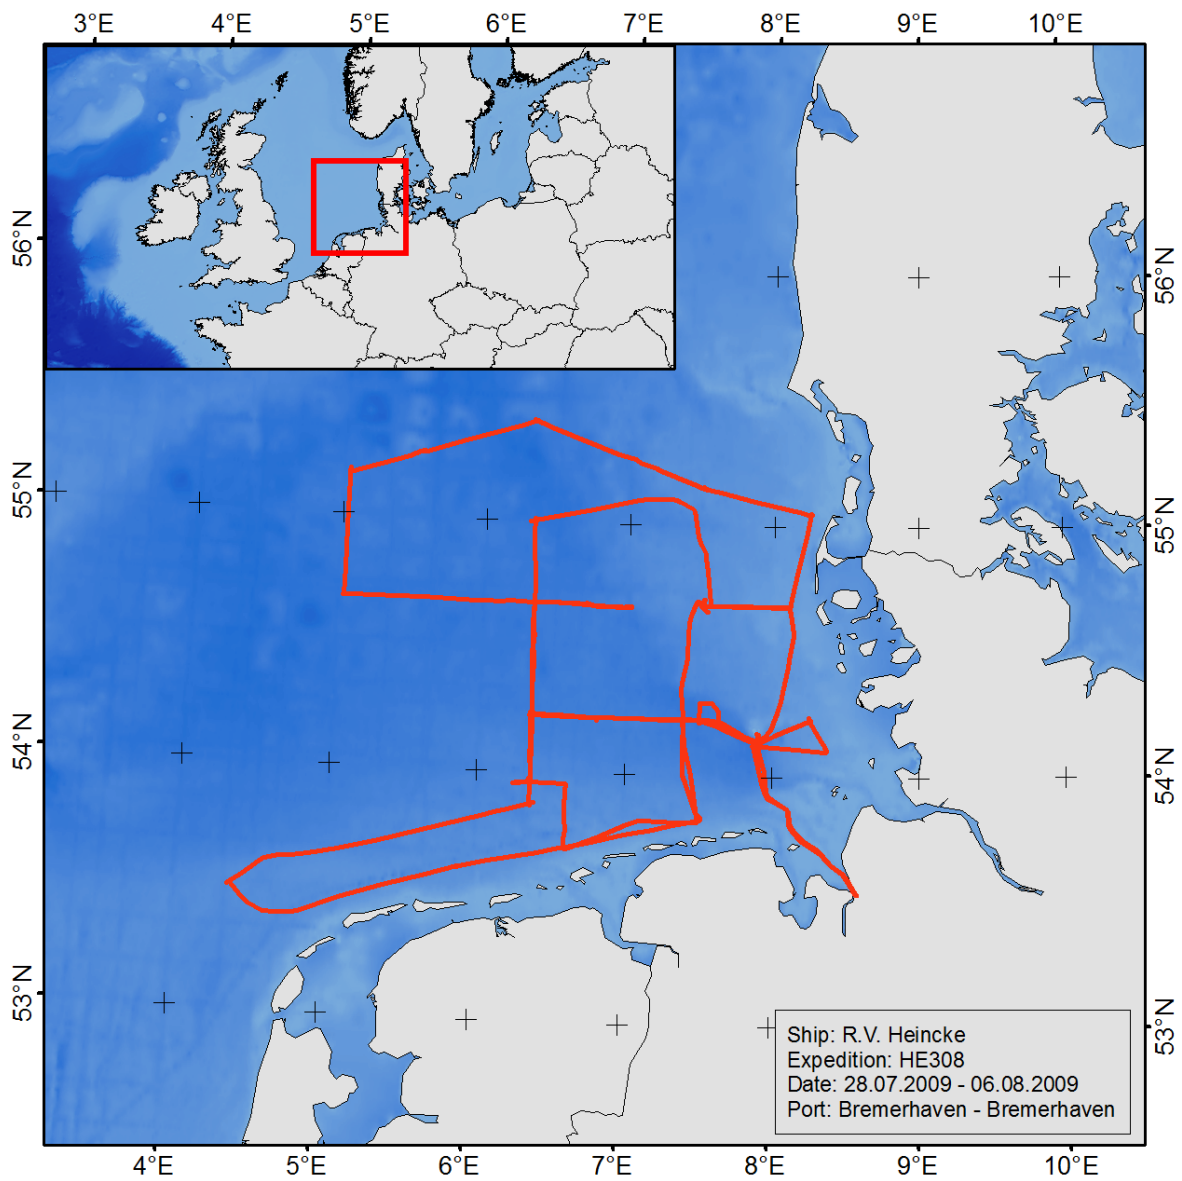 3°E 4°E 5°E 6°E 7°E 8°E 9°E 10°E
56°N 56°N
55°N 55°N
54°N 54°N
53°N 53°N
Ship: R.V. Heincke
Expedition: HE308
Date: 28.07.2009 - 06.08.2009
Port: Bremerhaven - Bremerhaven
4°E 5°E 6°E 7°E 8°E 9°E 10°E